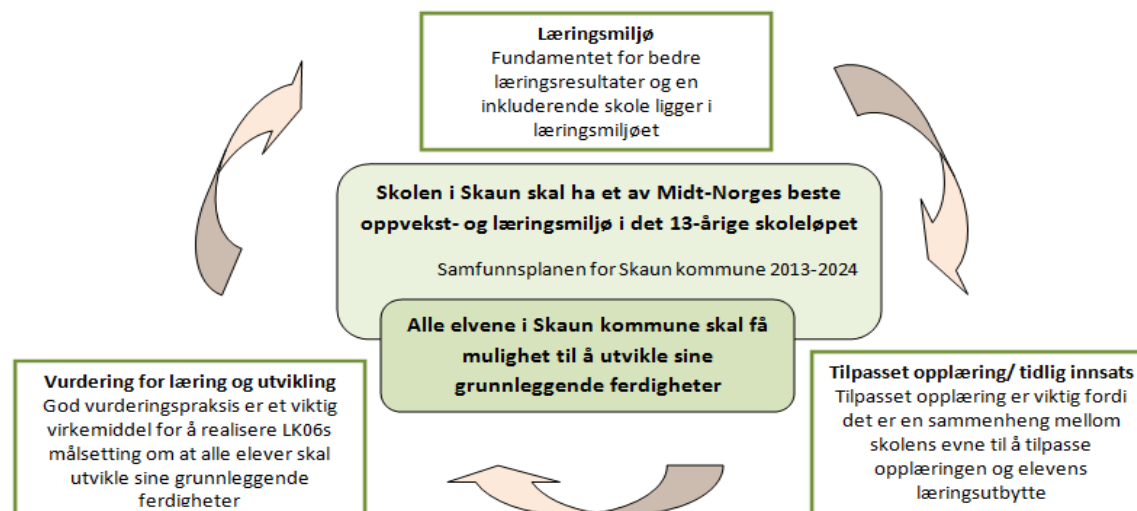 Læringsmiljø
Fundamentet for bedre
læringsresultater og en
inkluderende skole ligger i
læringsmiljøet
Skolen i Skaun skal ha et av Midt-Norges beste
oppvekst- og læringsmiljø i det 13-årige skoleløpet
Samfunnsplanen for Skaun kommune 2013-2024
Alle elvene i Skaun kommune skal få
mulighet til å utvikle sine
grunnleggende ferdigheter
Vurdering for læring og utvikling
God vurderingspraksis er et viktig
virkemiddel for å realisere LK06s
målsetting om at alle elever skal
utvikle sine grunnleggende
ferdigheter
Tilpasset opplæring/ tidlig innsats
Tilpasset opplæring er viktig fordi
det er en sammenheng mellom
skolens evne til å tilpasse
opplæringen og elevens
læringsutbytte